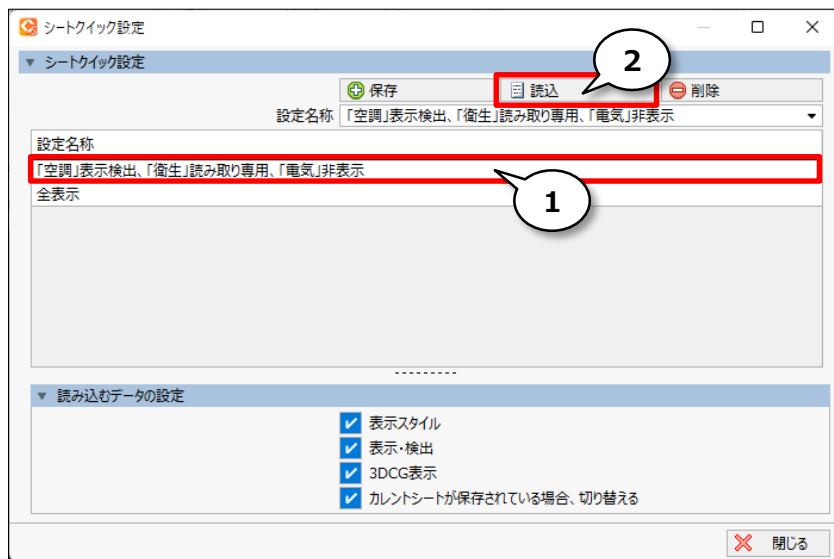 シートクイック設定
シートクイック設定
2
保存 読込 削除
設定名称 「空調」表示検出、「衛生」読み取り専用、「電気」非表示
設定名称
「空調」表示検出、「衛生」読み取り専用、「電気」非表示
全表示
1
読み込むデータの設定
表示スタイル
表示・検出
3DCG表示
カレントシートが保存されている場合、切り替える
閉じる